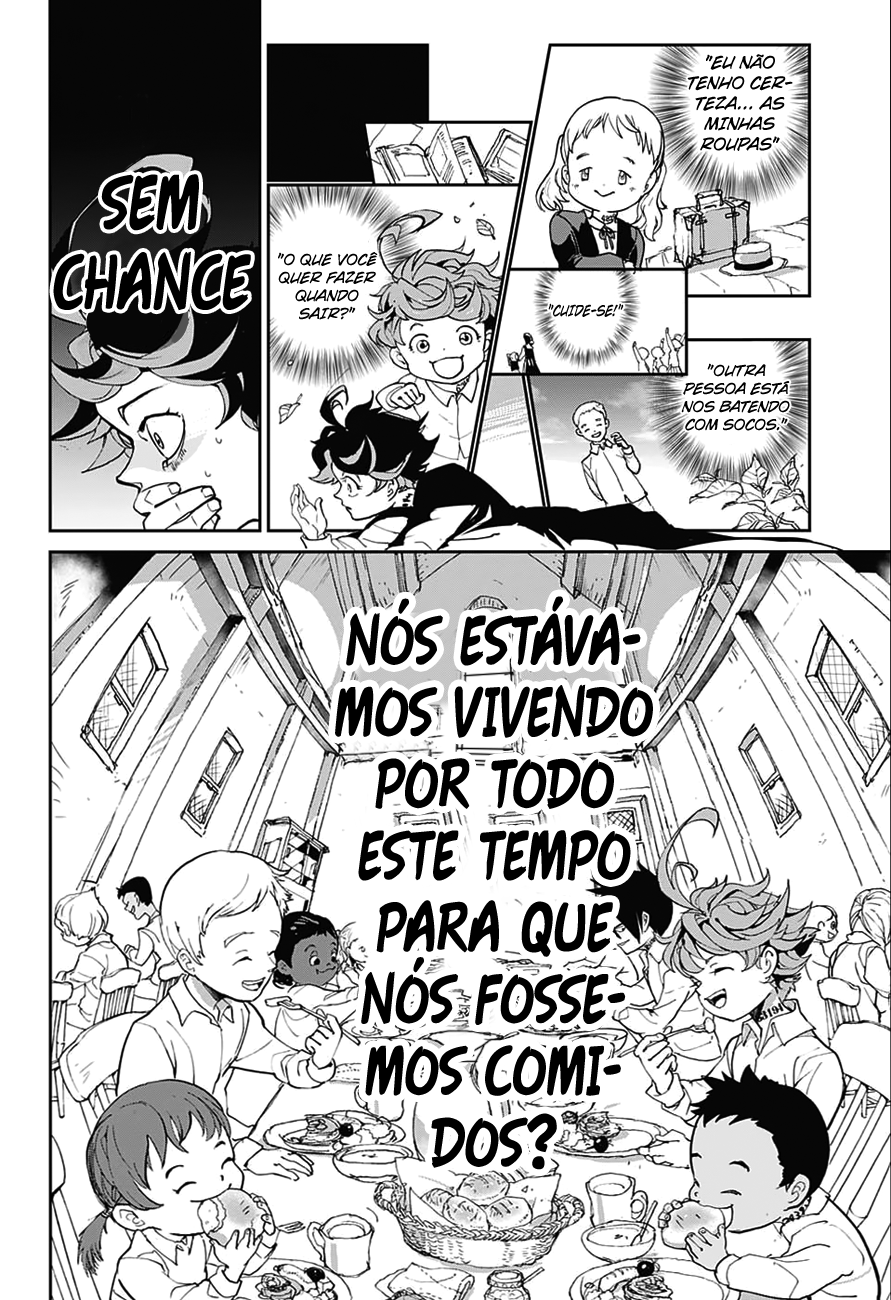 "EU NÃO
TENHO CER-
TEZA... AS
MINHAS
ROUPAS"
"CUIDE-SE!"
"OUTRA
PESSOA ESTÁ
NOS BATENDO
COM SOCOS."
"O QUE VOCÊ
QUER FAZER
QUANDO
SAIR?"
SEM
CHANCE
NÓS ESTÁVA-
MOS VIVENDO
POR TODO
ESTE TEMPO
PARA QUE
NÓS FOSSE-
MOS COMI-
DOS?